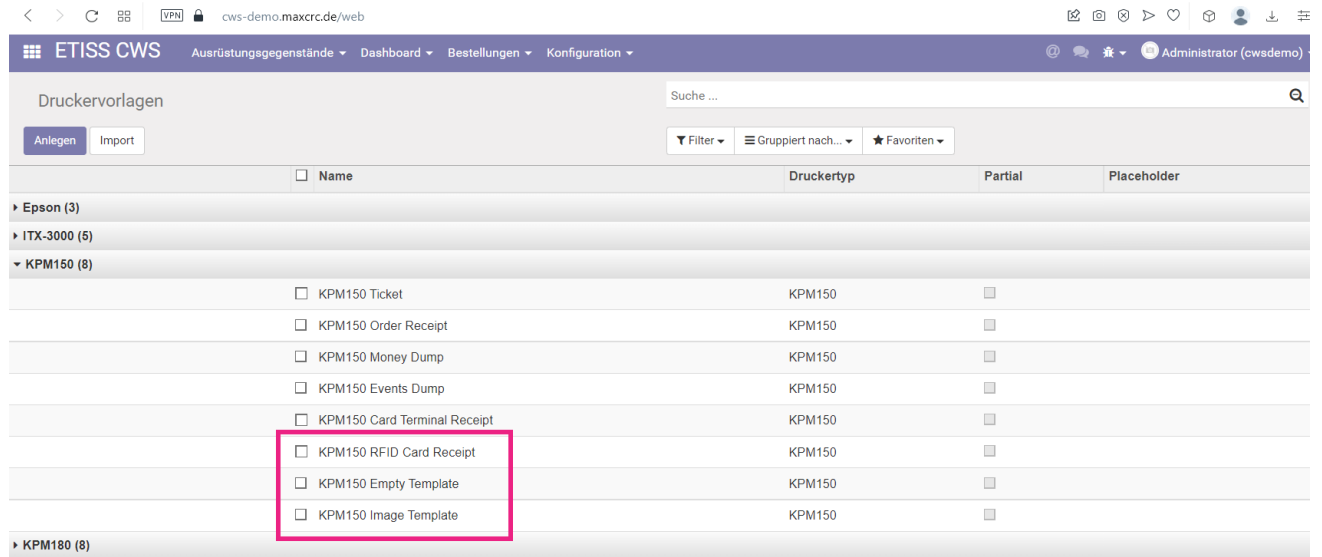 VPN cws-demo.maxcrc.de/web
ETISS CWS Ausrüstungsgegenstände Dashboard Bestellungen Konfiguration @ Administrator (cwsdemo)
Druckervorlagen Suche ...
Anlegen Import Filter Gruppiert nach... Favoriten
Name Druckertyp Partial Placeholder
Epson (3)
ITX-3000 (5)
KPM150 (8)
KPM150 Ticket KPM150
KPM150 Order Receipt KPM150
KPM150 Money Dump KPM150
KPM150 Events Dump KPM150
KPM150 Card Terminal Receipt KPM150
KPM150 RFID Card Receipt KPM150
KPM150 Empty Template KPM150
KPM150 Image Template KPM150
KPM180 (8)